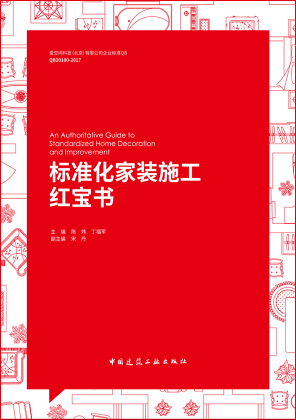 爱空间科技（北京）有限公司企业标准QB
QB20100-2017
An Authoritative Guide to
Standardized Home Decoration
and Improvement
标准化家装施工
红宝书
主 编 陈 炜 丁福军
副主编 宋 丹
中国建筑工业出版社